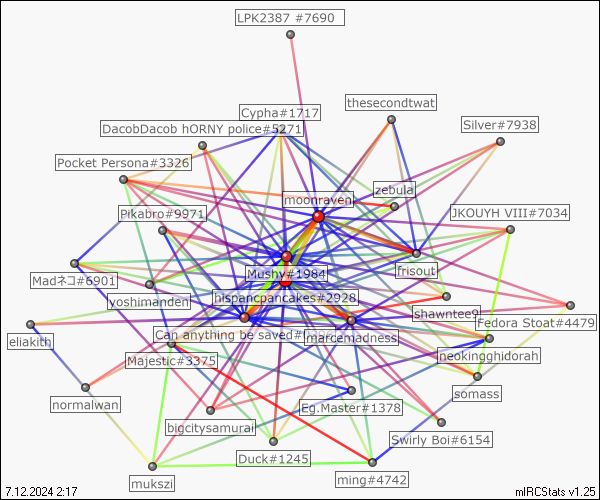 LPK2387 #7690
thesecondtwat
Cypha#1717
DacobDacob hORNY police#5271
Silver#7938
Pocket Persona#3326
zebula
moonraven
Pikabro#9971
JKOUYH VIII#7034
Mushy#1984
frisout
Madネコ#6901
yoshimanden
hispancpancakes#2928
shawntee9
Fedora Stoat#4479
eliakith
Can anything be saved#
marcemadness
Majestic#3375
neokingghidorah
somass
normalwan
Eg.Master#1378
bigcitysamurai
Swirly Boi#6154
Duck#1245
mukszi
ming#4742
7.12.2024 2:17
mIRCStats v1.25